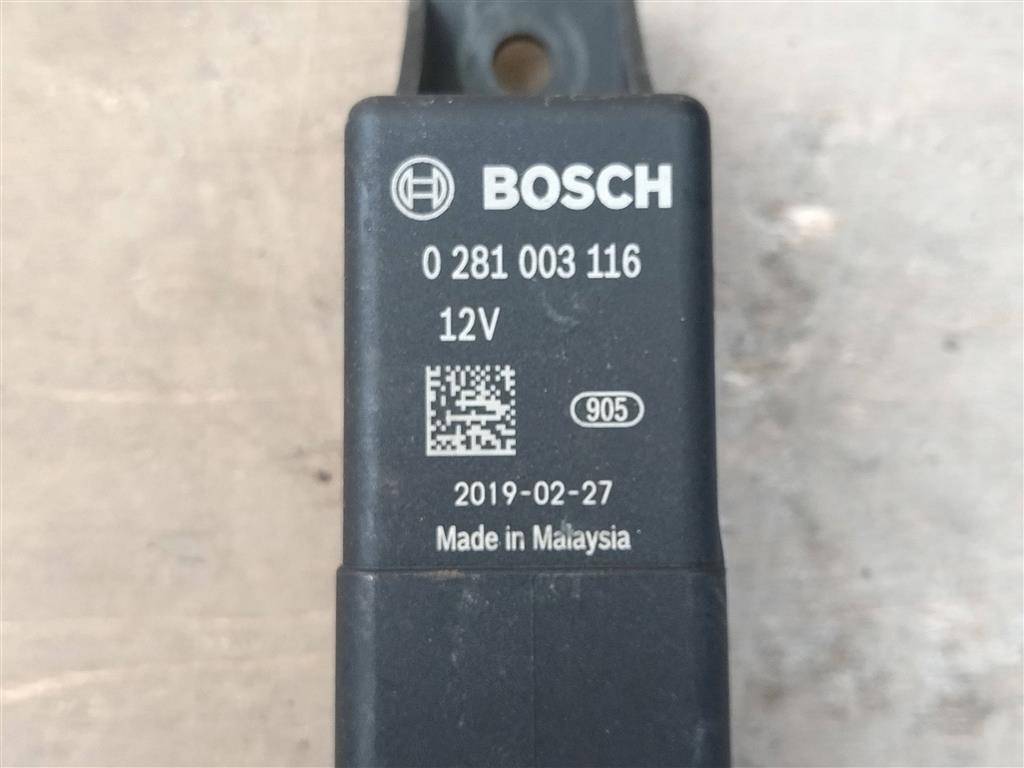 BOSCH
0 281 003 116
12V
905
2019-02-27
Made in Malaysia